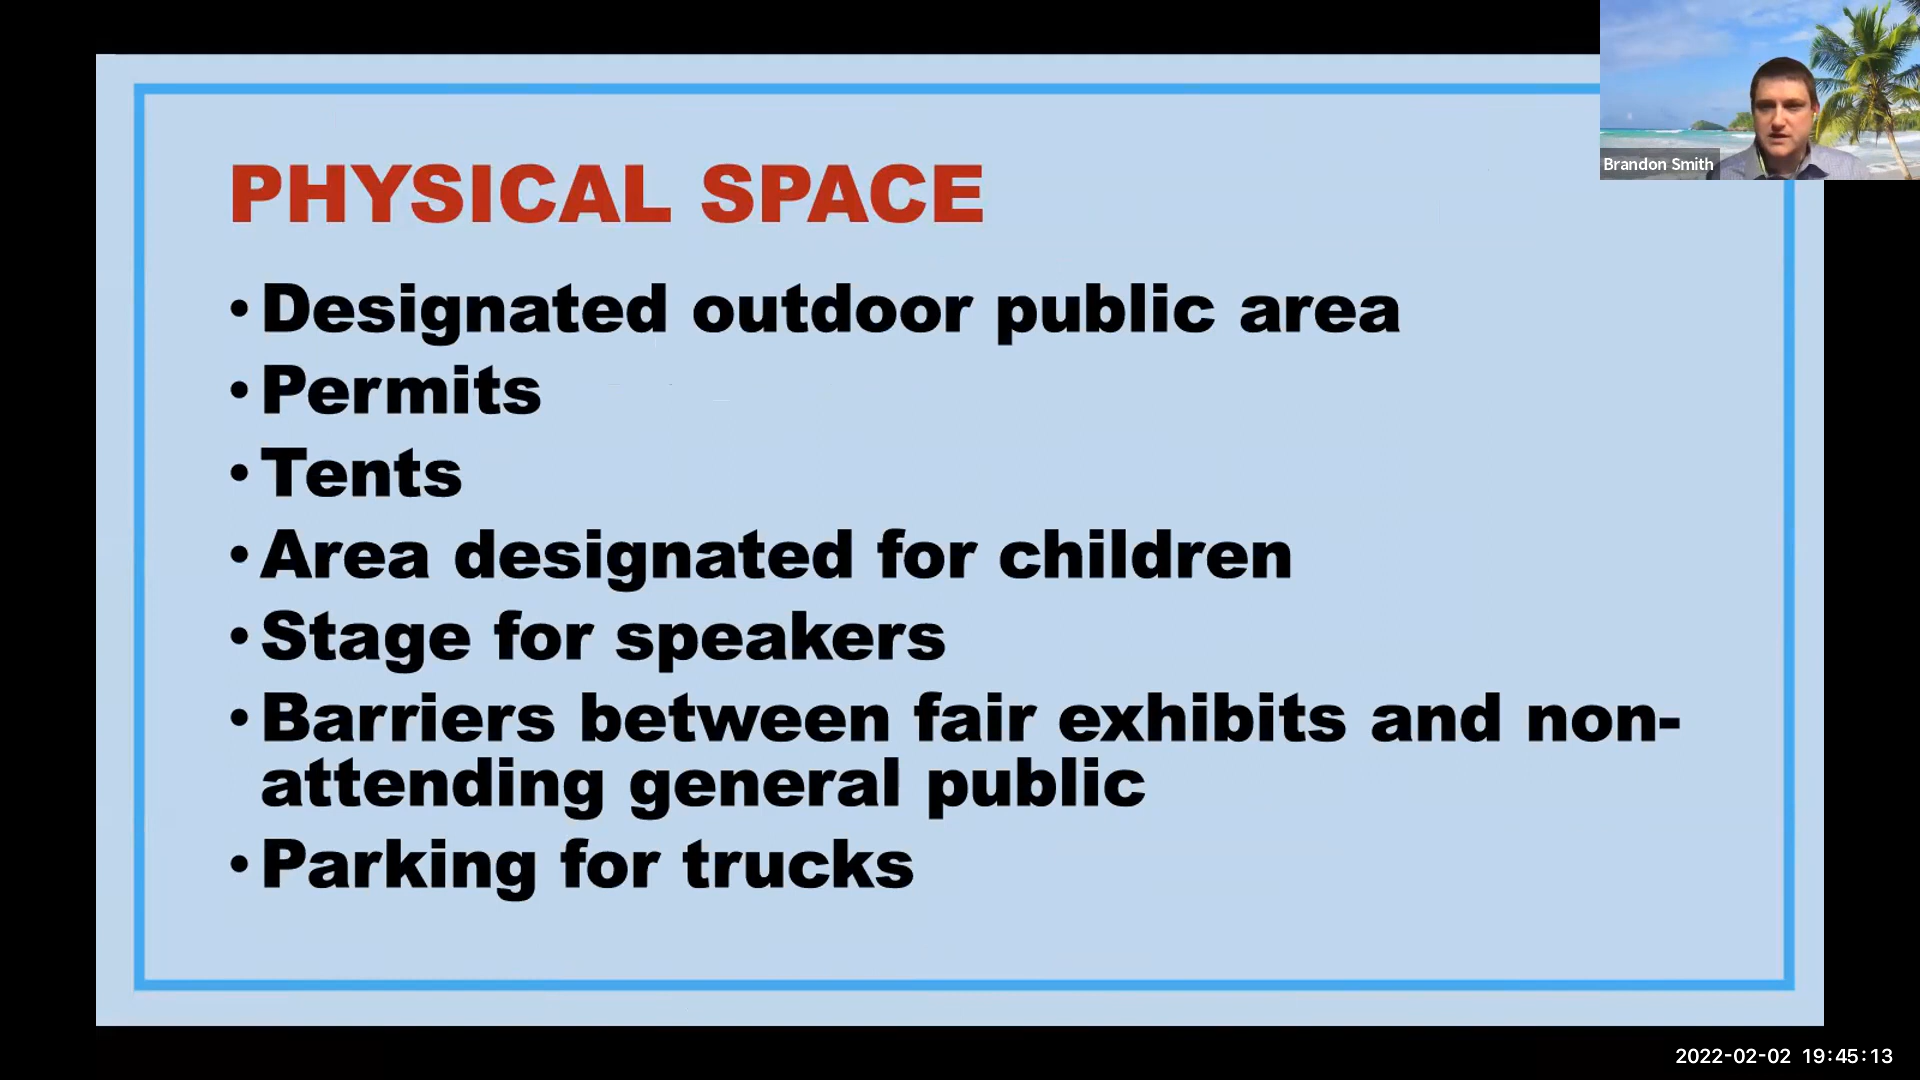 PHYSICAL SPACE
• Designated outdoor public area
• Permits
• Tents
• Area designated for children
• Stage for speakers
• Barriers between fair exhibits and non-
attending general public
• Parking for trucks
Brandon Smith
2022-02-02 19:45:13